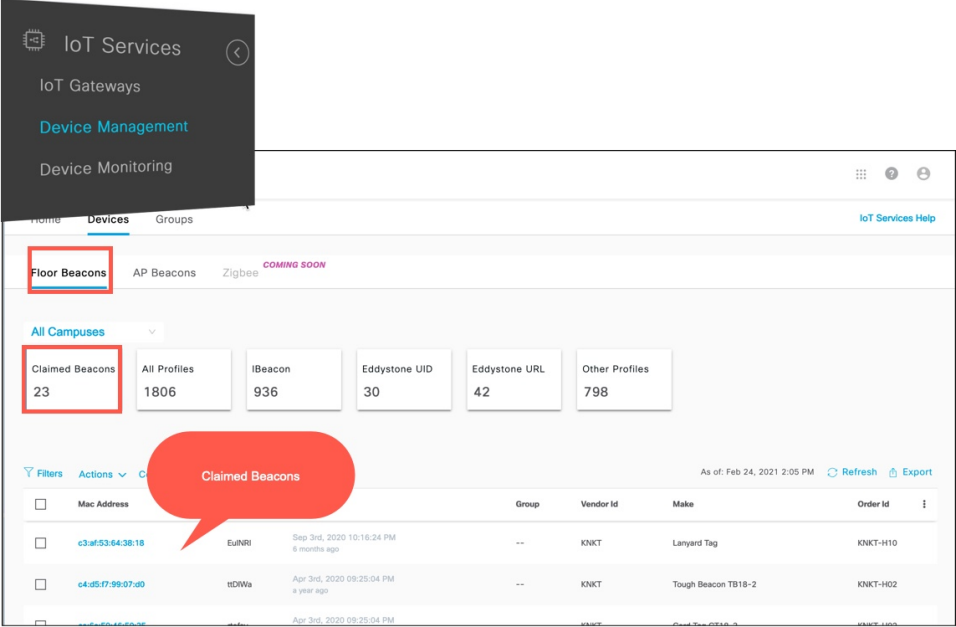 IoT Services
IoT Gateways
Device Management
Device Monitoring
Home Devices Groups IoT Services Help
Floor Beacons AP Beacons Zigbee COMING SOON
All Campuses
Claimed Beacons All Profiles IBeacon Eddystone UID Eddystone URL Other Profiles
23 1806 936 30 42 798
Filters Actions As of: Feb 24, 2021 2:05 PM Refresh Export
Claimed Beacons
Mac Address Group Vendor Id Make Order Id
c3:af:53:64:38:18 EuINRI Sep 3rd, 2020 10:16:24 PM -- KNKT Lanyard Tag KNKT-H10
6 months ago
c4:d5:f7:99:07:d0 ttDIWa Apr 3rd, 2020 09:25:04 PM -- KNKT Tough Beacon TB18-2 KNKT-H02
a year ago
Apr 3rd, 2020 09:25:04 PM KNKT